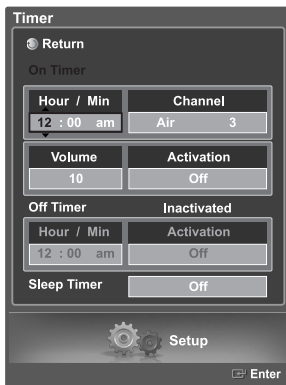 Timer
Return
On Timer
Hour / Min Channel
12 : 00 am Air 3
Volume Activation
10 Off
Off Timer Inactivated
Hour / Min Activation
12 : 00 am Off
Sleep Timer Off
Setup
Enter